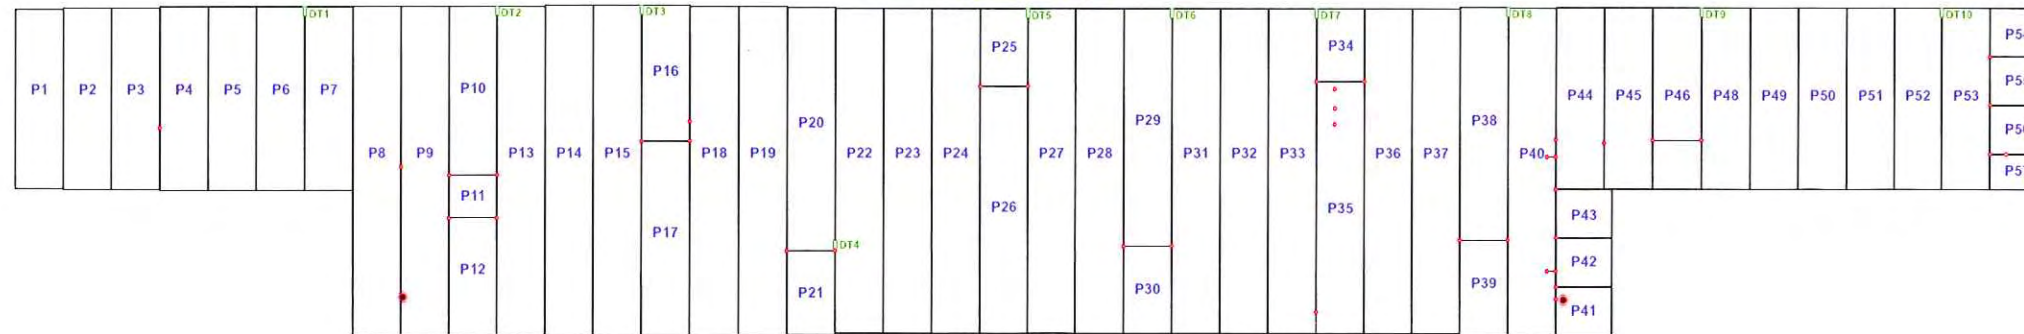 DT1 DT2 DT3 DT5 DT6 DT7 DT8 DT9 DT10
P25 P34
P16
P1 P2 P3 P4 P5 P6 P7 P10 P44 P45 P46 P48 P49 P50 P51 P52 P53
P20 P29 P38
P8 P9 P13 P14 P15 P18 P19 P22 P23 P24 P27 P28 P31 P32 P33 P36 P37 P40
P11 P26 P35 P43
P17 DT4
P12 P42
P21 P30 P39 P41